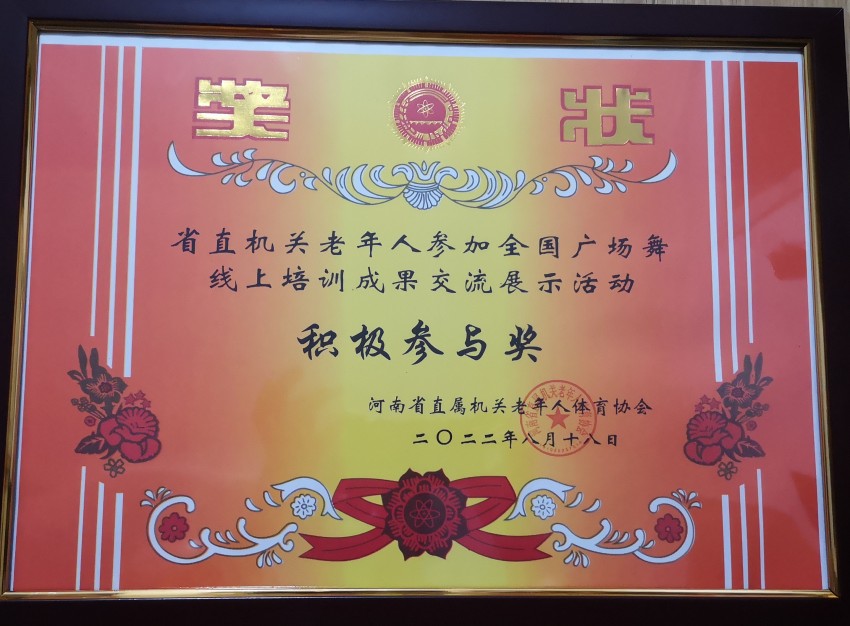 奖状
省直机关老年人参加全国广场舞
线上培训成果交流展示活动
积极参与奖
河南省直属机关老年人体育协会
二〇二二年八月十八日